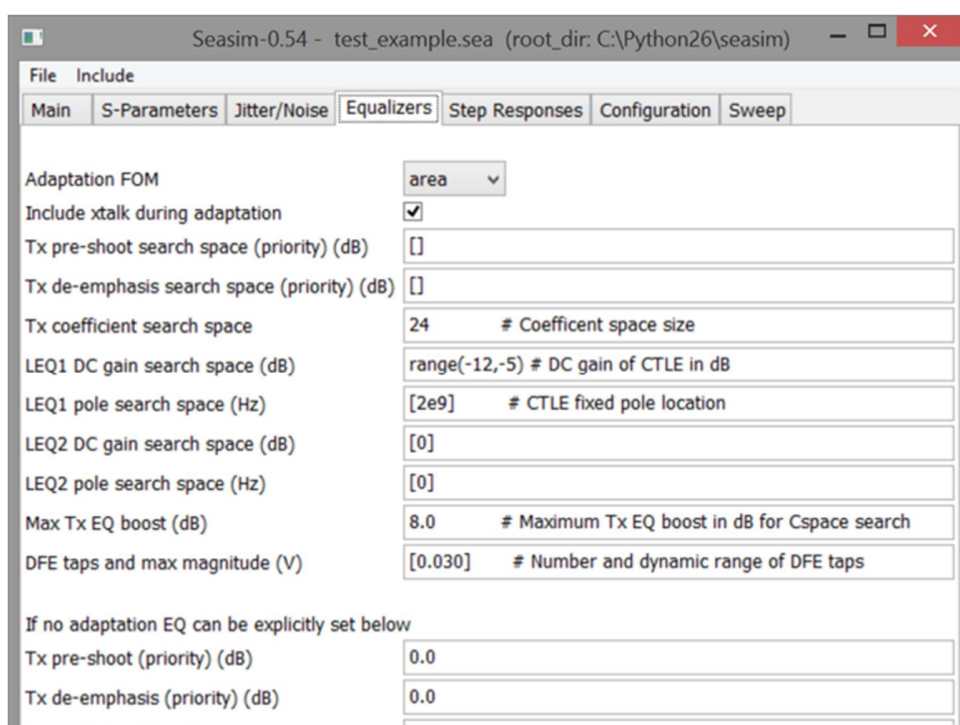 Seasim-0.54 - test_example.sea (root_dir: C:\Python26\seasim)
File Include
Main S-Parameters Jitter/Noise Equalizers Step Responses Configuration Sweep
Adaptation FOM area
Include xtalk during adaptation
Tx pre-shoot search space (priority) (dB) []
Tx de-emphasis search space (priority) (dB) []
Tx coefficient search space 24 # Coefficent space size
LEQ1 DC gain search space (dB) range(-12,-5) # DC gain of CTLE in dB
LEQ1 pole search space (Hz) [2e9] # CTLE fixed pole location
LEQ2 DC gain search space (dB) [0]
LEQ2 pole search space (Hz) [0]
Max Tx EQ boost (dB) 8.0 # Maximum Tx EQ boost in dB for Cspace search
DFE taps and max magnitude (V) [0.030] # Number and dynamic range of DFE taps
If no adaptation EQ can be explicitly set below
Tx pre-shoot (priority) (dB) 0.0
Tx de-emphasis (priority) (dB) 0.0